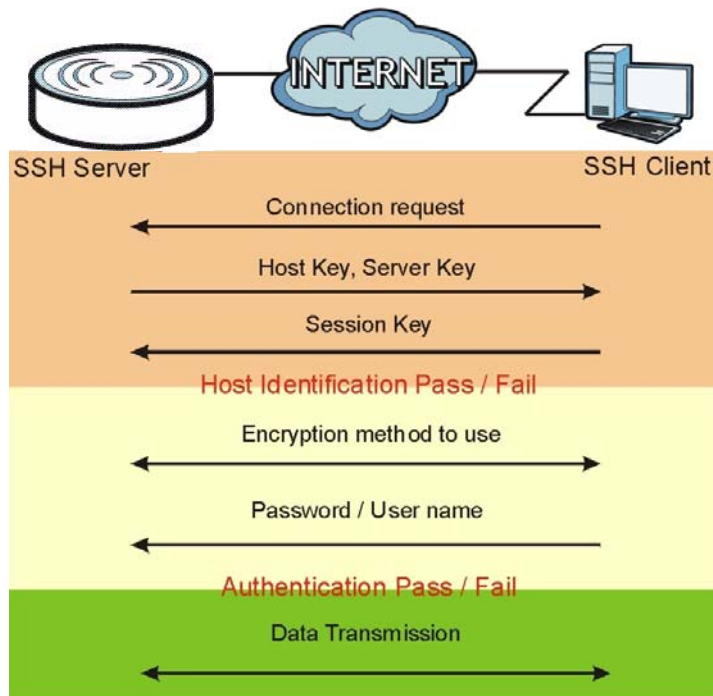 INTERNET
SSH Server
SSH Client
Connection request
Host Key, Server Key
Session Key
Host Identification Pass / Fail
Encryption method to use
Password / User name
Authentication Pass / Fail
Data Transmission